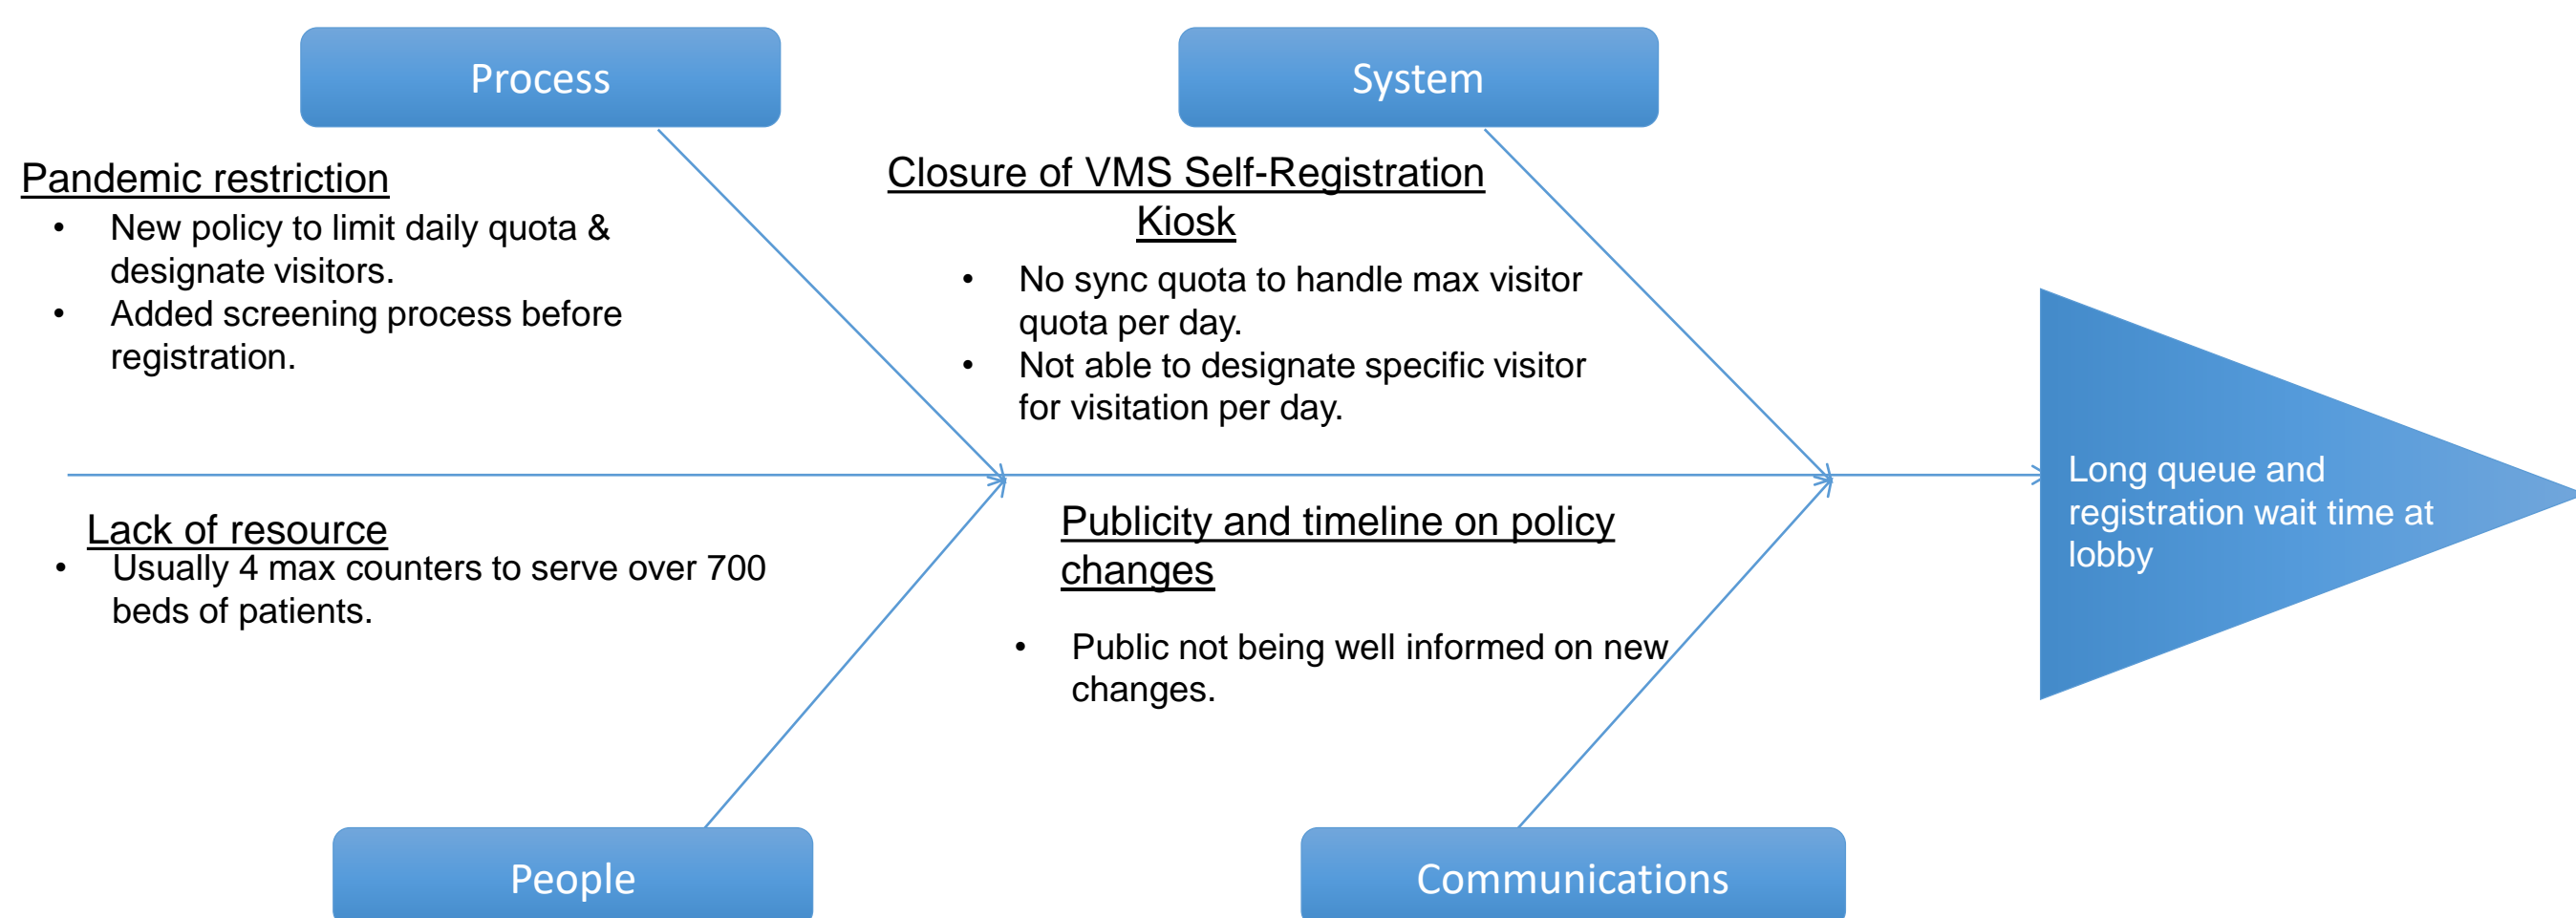 Process
Pandemic restriction
• New policy to limit daily quota &
designate visitors.
• Added screening process before
registration.
System
Closure of VMS Self-Registration
Kiosk
• No sync quota to handle max visitor
quota per day.
• Not able to designate specific visitor
for visitation per day.
Lack of resource
• Usually 4 max counters to serve over 700
beds of patients.
People
Publicity and timeline on policy
changes
• Public not being well informed on new
changes.
Communications
Long queue and
registration wait time at
lobby